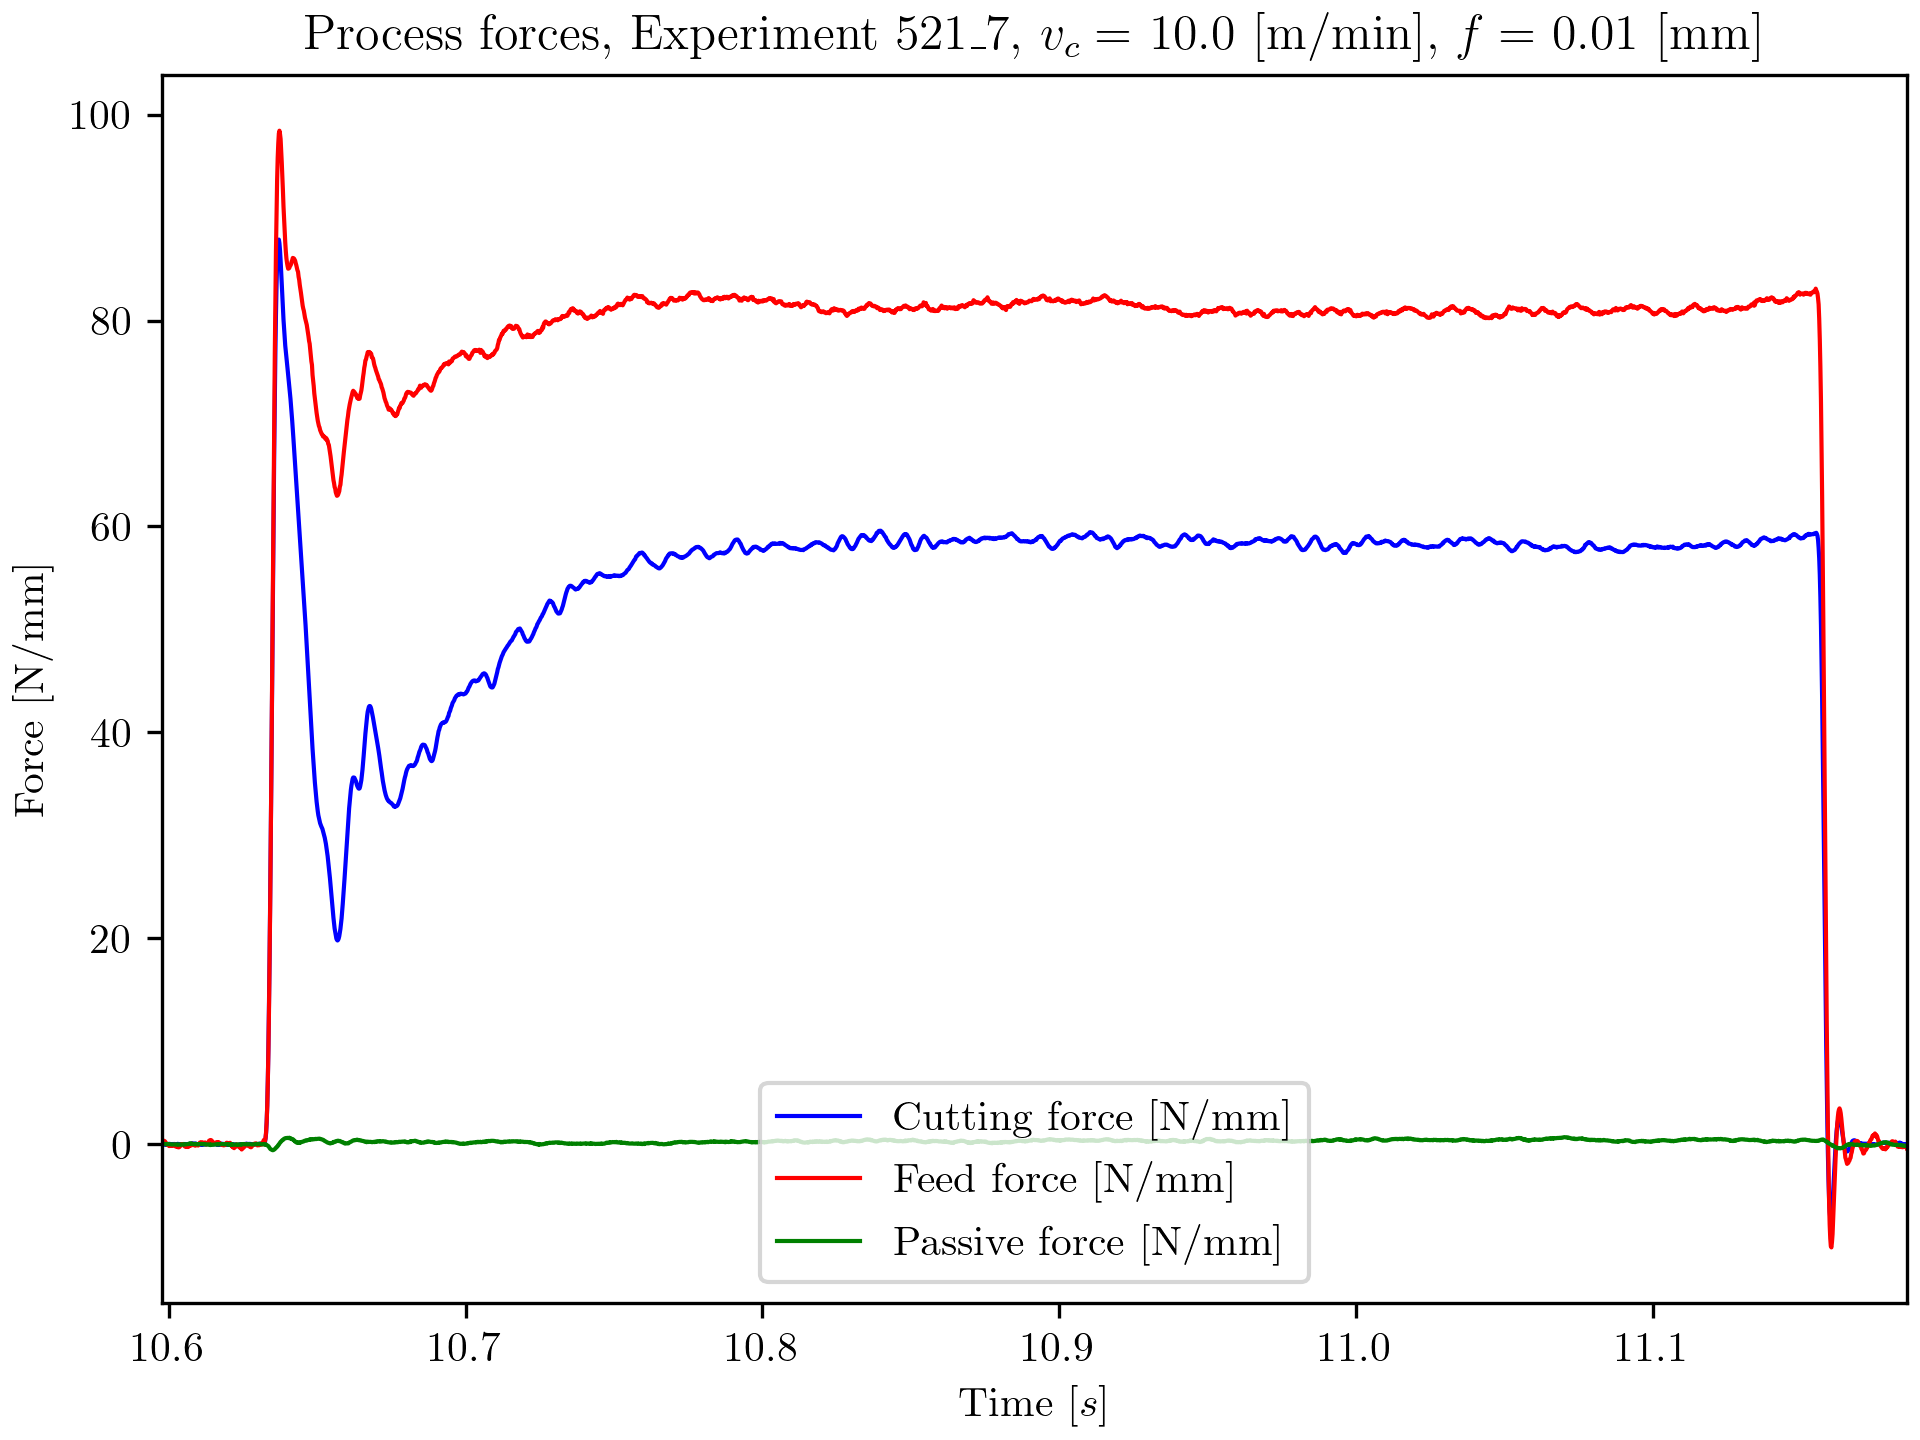 Process forces, Experiment 521_7, v_c = 10.0 [m/min], f = 0.01 [mm]
100
80
60
40
20
0
Force [N/mm]
Cutting force [N/mm]
Feed force [N/mm]
Passive force [N/mm]
10.6 10.7 10.8 10.9 11.0 11.1
Time [s]